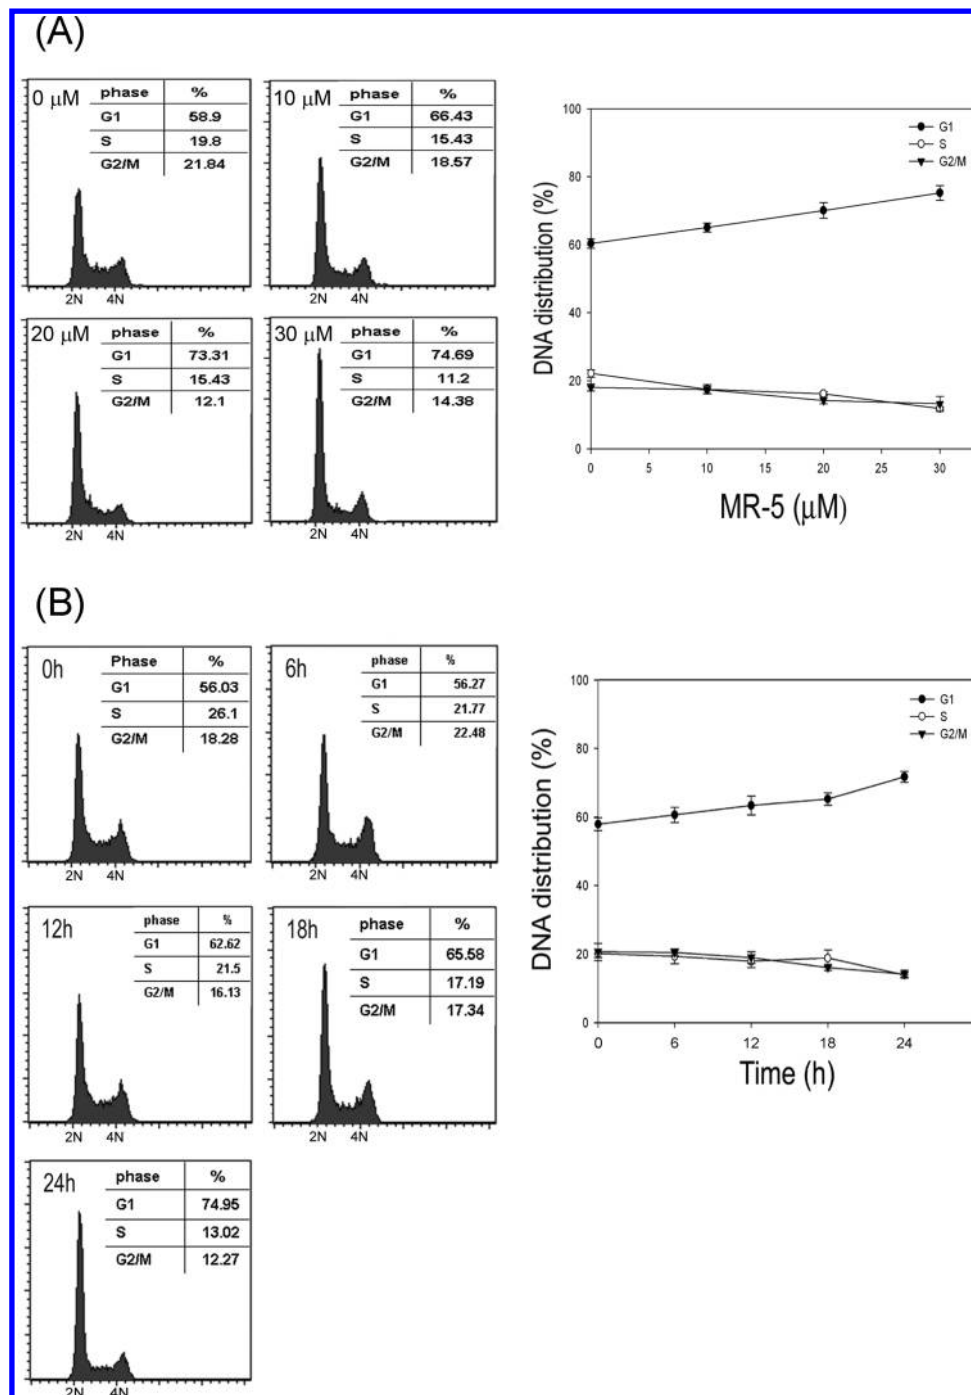 (A)
0 μM
phase %
G1 58.9
S 19.8
G2/M 21.84
2N 4N
10 μM
phase %
G1 66.43
S 15.43
G2/M 18.57
2N 4N
20 μM
phase %
G1 73.31
S 15.43
G2/M 12.1
2N 4N
30 μM
phase %
G1 74.69
S 11.2
G2/M 14.38
2N 4N
DNA distribution (%)
100
80
60
40
20
0
G1
S
G2/M
0 5 10 15 20 25 30
MR-5 (μM)
(B)
0h
Phase %
G1 56.03
S 26.1
G2/M 18.28
2N 4N
6h
phase %
G1 56.27
S 21.77
G2/M 22.48
2N 4N
12h
phase %
G1 62.62
S 21.5
G2/M 16.13
2N 4N
18h
phase %
G1 65.58
S 17.19
G2/M 17.34
2N 4N
24h
phase %
G1 74.95
S 13.02
G2/M 12.27
2N 4N
DNA distribution (%)
100
80
60
40
20
0
G1
S
G2/M
0 6 12 18 24
Time (h)